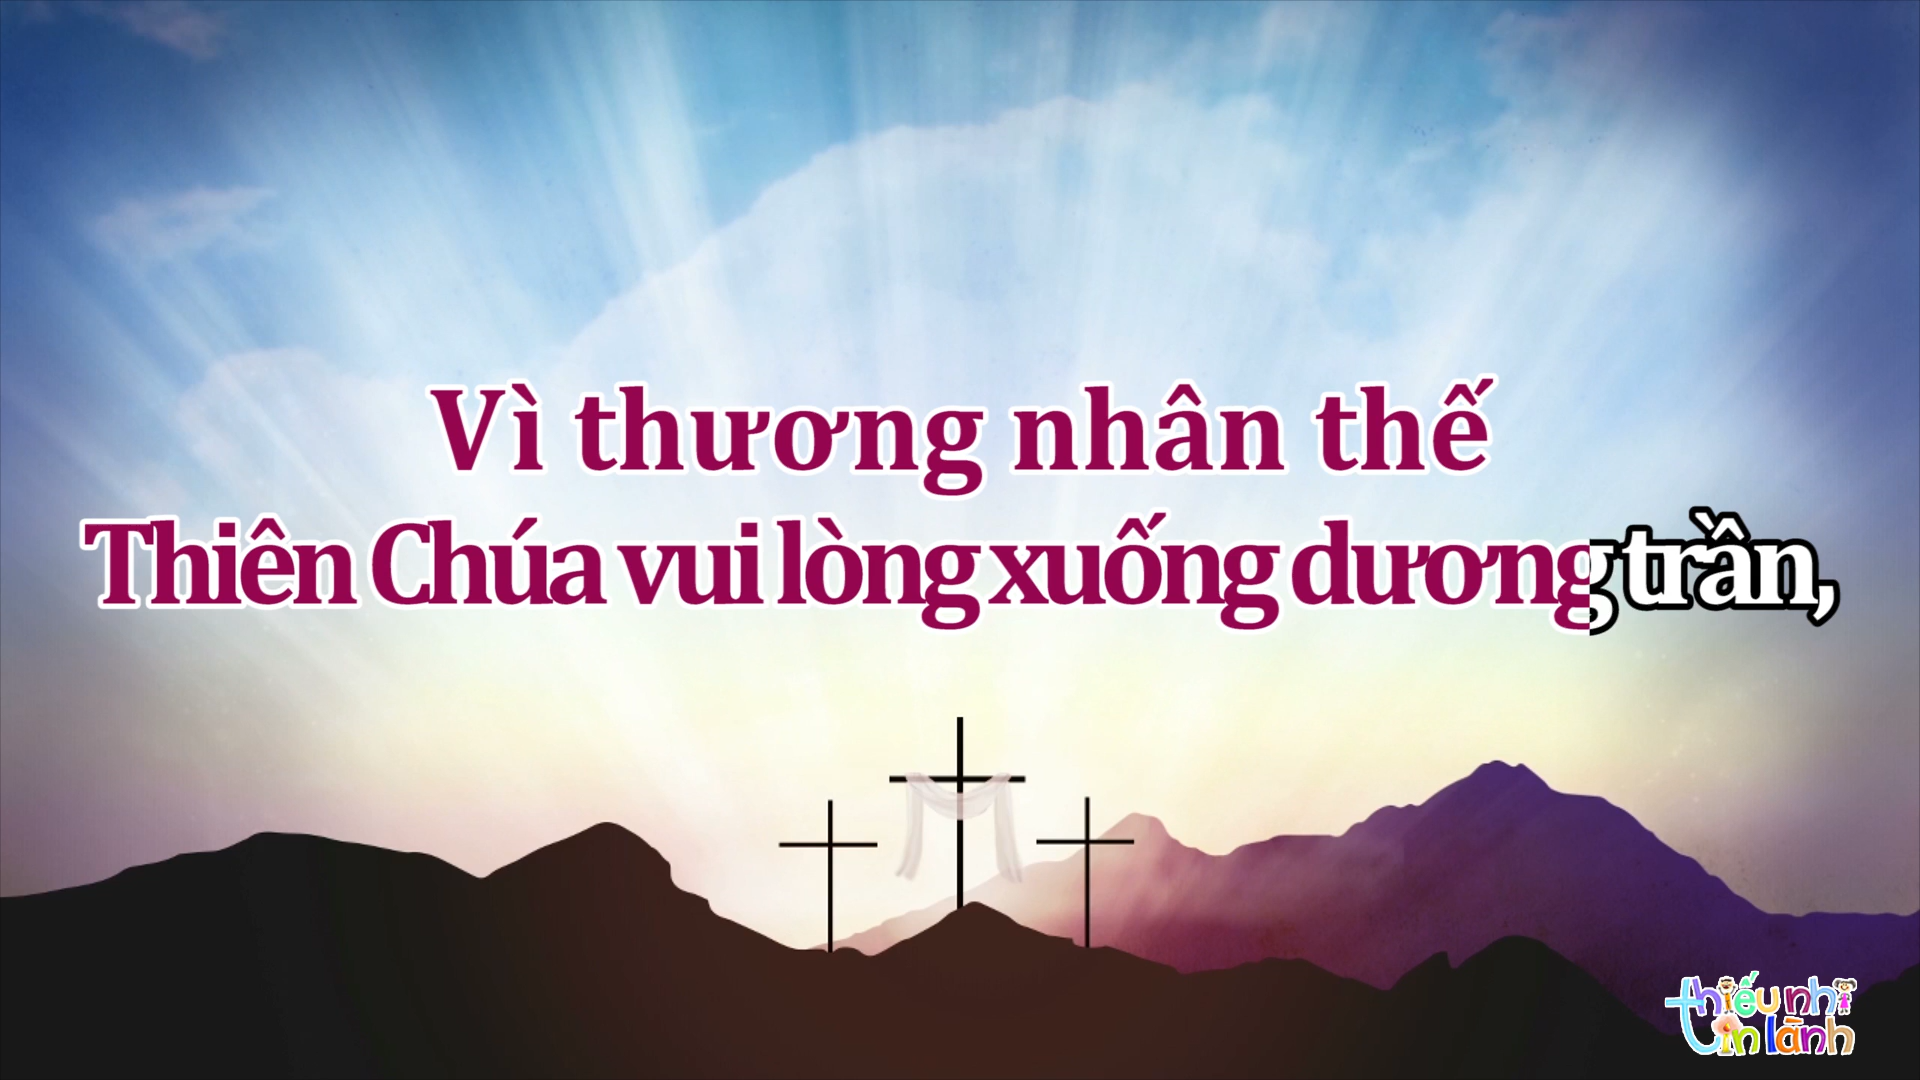 Vì thương nhân thế
Thiên Chúa vui lòng xuống dương trần,
thiếu nhi
tin lành